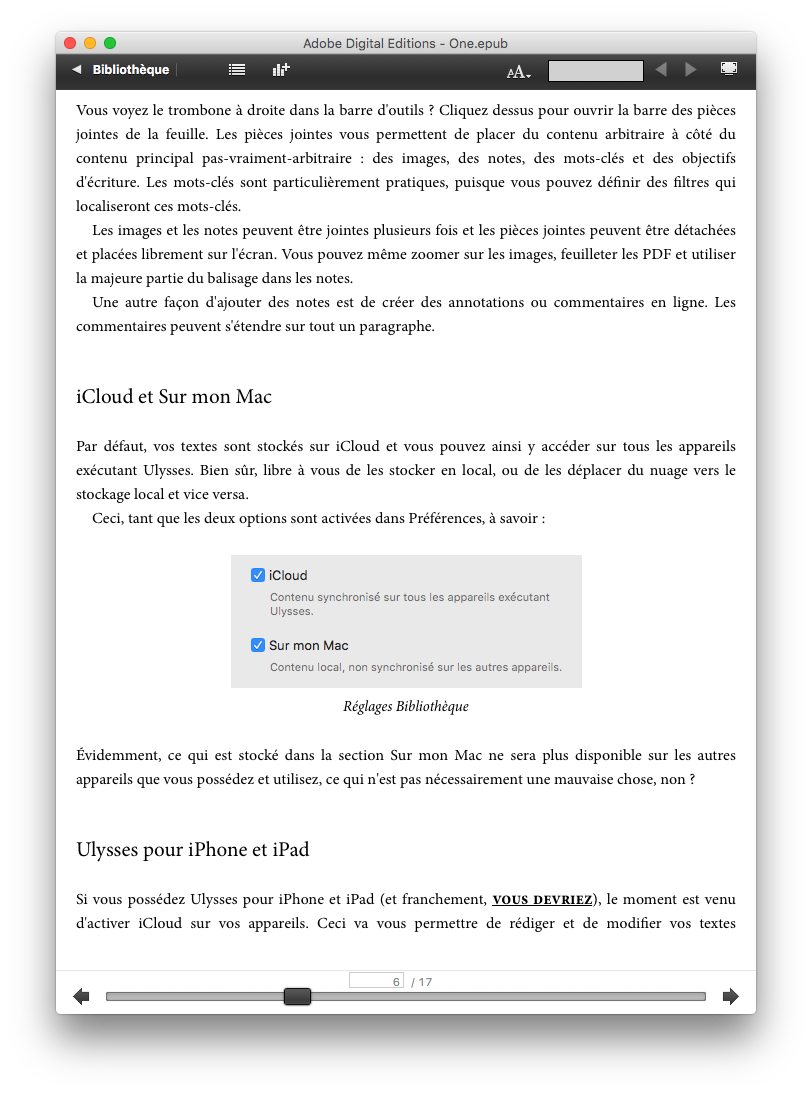 Adobe Digital Editions - One.epub
Bibliothèque
AA
Vous voyez le trombone à droite dans la barre d'outils ? Cliquez dessus pour ouvrir la barre des pièces
jointes de la feuille. Les pièces jointes vous permettent de placer du contenu arbitraire à côté du
contenu principal pas-vraiment-arbitraire : des images, des notes, des mots-clés et des objectifs
d'écriture. Les mots-clés sont particulièrement pratiques, puisque vous pouvez définir des filtres qui
localiseront ces mots-clés.
Les images et les notes peuvent être jointes plusieurs fois et les pièces jointes peuvent être détachées
et placées librement sur l'écran. Vous pouvez même zoomer sur les images, feuilleter les PDF et utiliser
la majeure partie du balisage dans les notes.
Une autre façon d'ajouter des notes est de créer des annotations ou commentaires en ligne. Les
commentaires peuvent s'étendre sur tout un paragraphe.
iCloud et Sur mon Mac
Par défaut, vos textes sont stockés sur iCloud et vous pouvez ainsi y accéder sur tous les appareils
exécutant Ulysses. Bien sûr, libre à vous de les stocker en local, ou de les déplacer du nuage vers le
stockage local et vice versa.
Ceci, tant que les deux options sont activées dans Préférences, à savoir :
iCloud
Contenu synchronisé sur tous les appareils exécutant
Ulysses.
Sur mon Mac
Contenu local, non synchronisé sur les autres appareils.
Réglages Bibliothèque
Évidemment, ce qui est stocké dans la section Sur mon Mac ne sera plus disponible sur les autres
appareils que vous possédez et utilisez, ce qui n'est pas nécessairement une mauvaise chose, non ?
Ulysses pour iPhone et iPad
Si vous possédez Ulysses pour iPhone et iPad (et franchement, VOUS DEVRIEZ), le moment est venu
d'activer iCloud sur vos appareils. Ceci va vous permettre de rédiger et de modifier vos textes
6 / 17